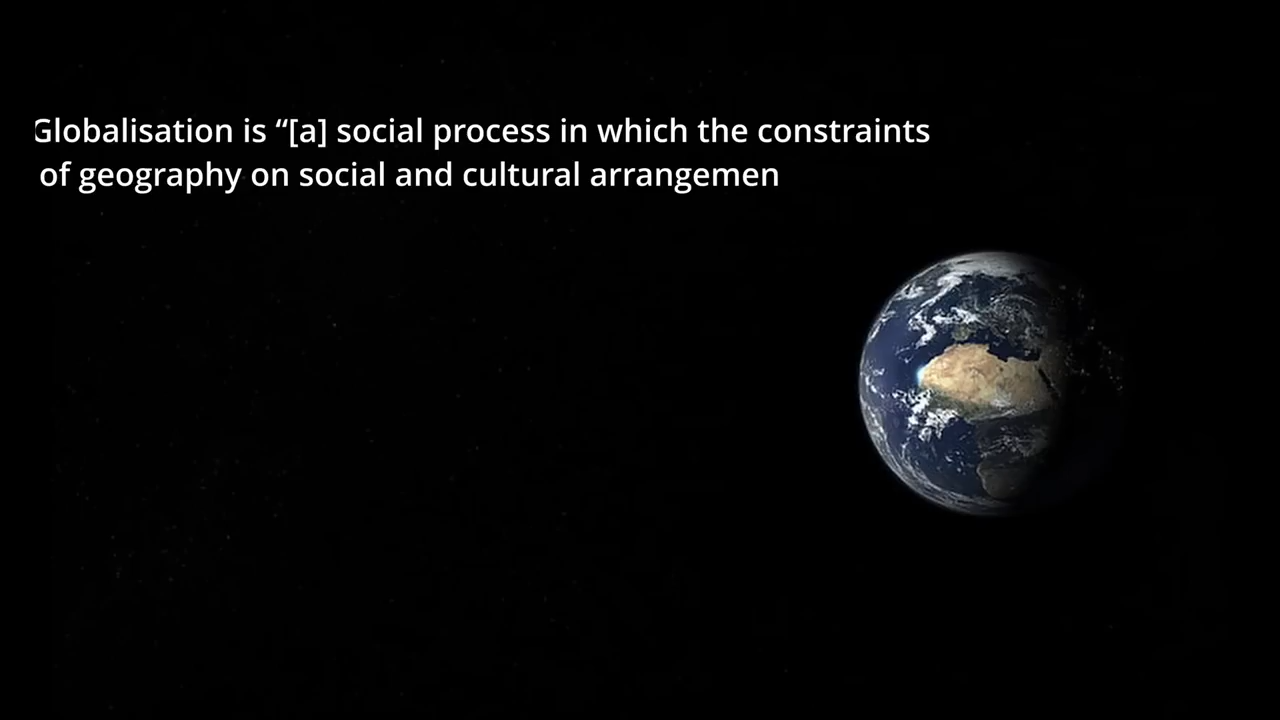 Globalisation is “[a] social process in which the constraints
of geography on social and cultural arrangemen